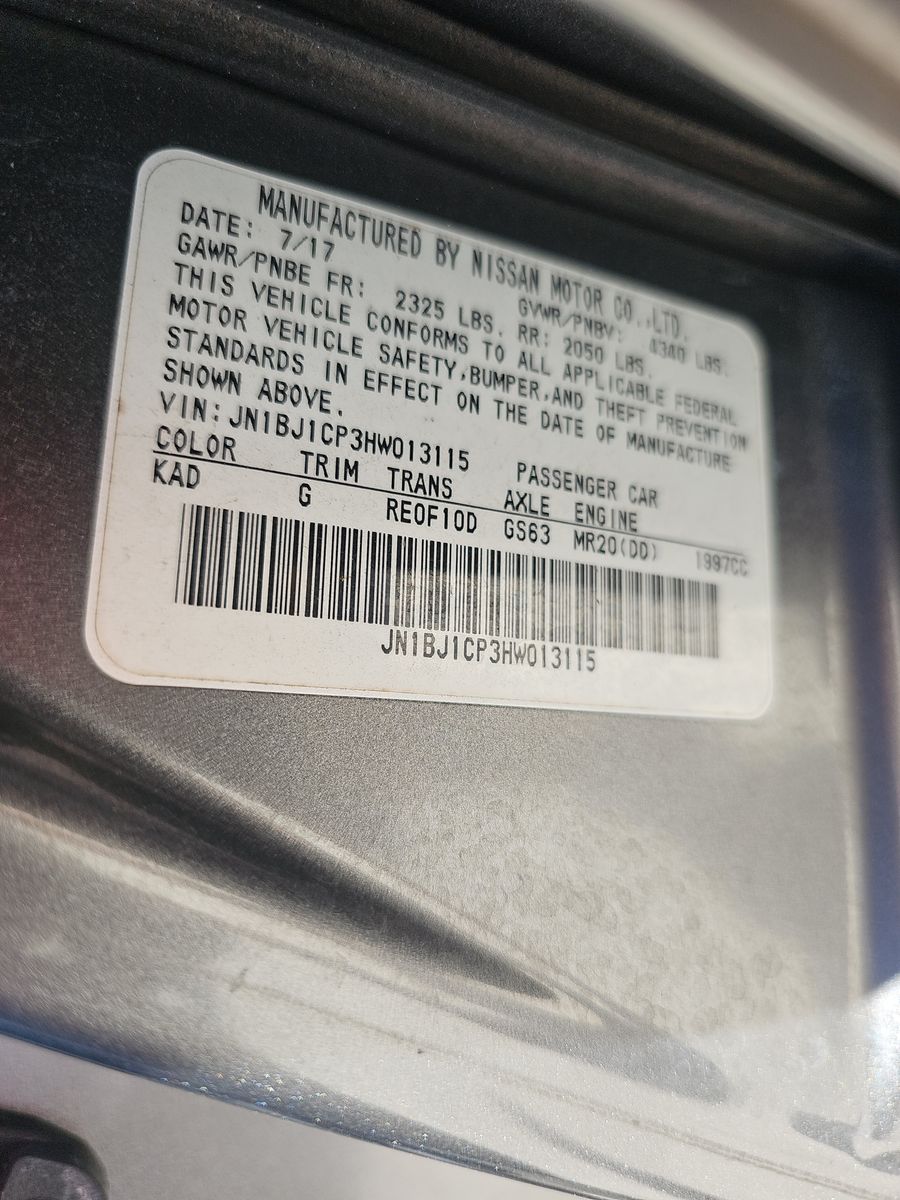 MANUFACTURED BY NISSAN MOTOR CO.,LTD.
DATE: 7/17 GVWR/PNBV: 4340 LBS.
GAWR/PNBE FR: 2325 LBS. RR: 2050 LBS.
THIS VEHICLE CONFORMS TO ALL APPLICABLE FEDERAL
MOTOR VEHICLE SAFETY,BUMPER,AND THEFT PREVENTION
STANDARDS IN EFFECT ON THE DATE OF MANUFACTURE
SHOWN ABOVE.
VIN:JN1BJ1CP3HW013115 PASSENGER CAR
COLOR TRIM TRANS AXLE ENGINE
KAD G RE0F10D GS63 MR20(DD) 1997CC
JN1BJ1CP3HW013115